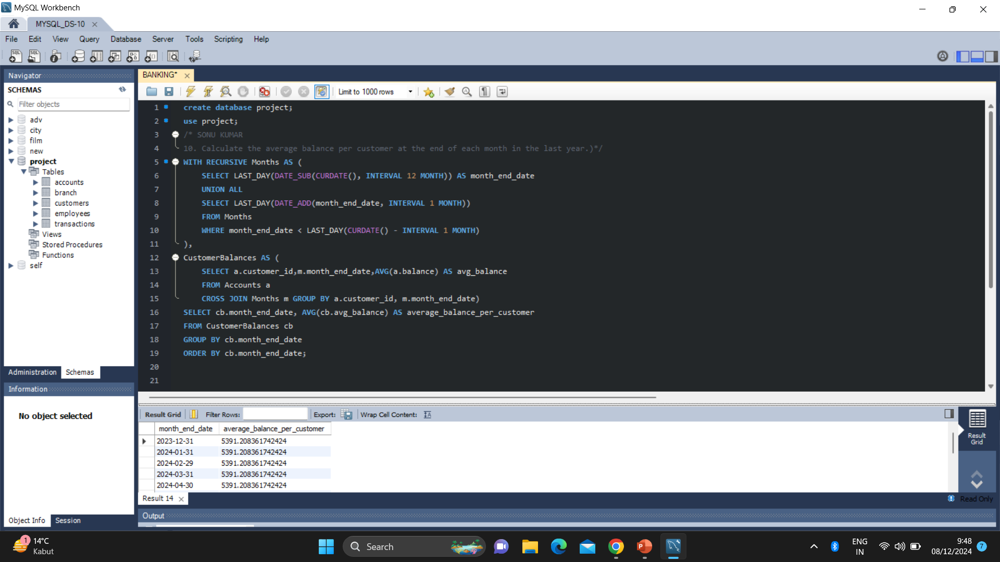 MySQL Workbench
MYSQL_DS-10
File Edit View Query Database Server Tools Scripting Help
Navigator
SCHEMAS
Filter objects
adv
city
film
new
project
Tables
accounts
branch
customers
employees
transactions
Views
Stored Procedures
Functions
self
Administration Schemas
Information
No object selected
Object Info Session
BANKING*
Limit to 1000 rows
1 create database project;
2 use project;
3 /* SONU KUMAR
4 10. Calculate the average balance per customer at the end of each month in the last year.)*/
5 WITH RECURSIVE Months AS (
6 SELECT LAST_DAY(DATE_SUB(CURDATE(), INTERVAL 12 MONTH)) AS month_end_date
7 UNION ALL
8 SELECT LAST_DAY(DATE_ADD(month_end_date, INTERVAL 1 MONTH))
9 FROM Months
10 WHERE month_end_date < LAST_DAY(CURDATE() - INTERVAL 1 MONTH)
11 ),
12 CustomerBalances AS (
13 SELECT a.customer_id,m.month_end_date,AVG(a.balance) AS avg_balance
14 FROM Accounts a
15 CROSS JOIN Months m GROUP BY a.customer_id, m.month_end_date)
16 SELECT cb.month_end_date, AVG(cb.avg_balance) AS average_balance_per_customer
17 FROM CustomerBalances cb
18 GROUP BY cb.month_end_date
19 ORDER BY cb.month_end_date;
20
21
Result Grid Filter Rows: Export: Wrap Cell Content:
month_end_date average_balance_per_customer
2023-12-31 5391.208361742424
2024-01-31 5391.208361742424
2024-02-29 5391.208361742424
2024-03-31 5391.208361742424
2024-04-30 5391.208361742424
Result
Grid
Result 14
Read Only
Output
1
14°C
Kabut
Search
ENG
IN
9:48
08/12/2024
7